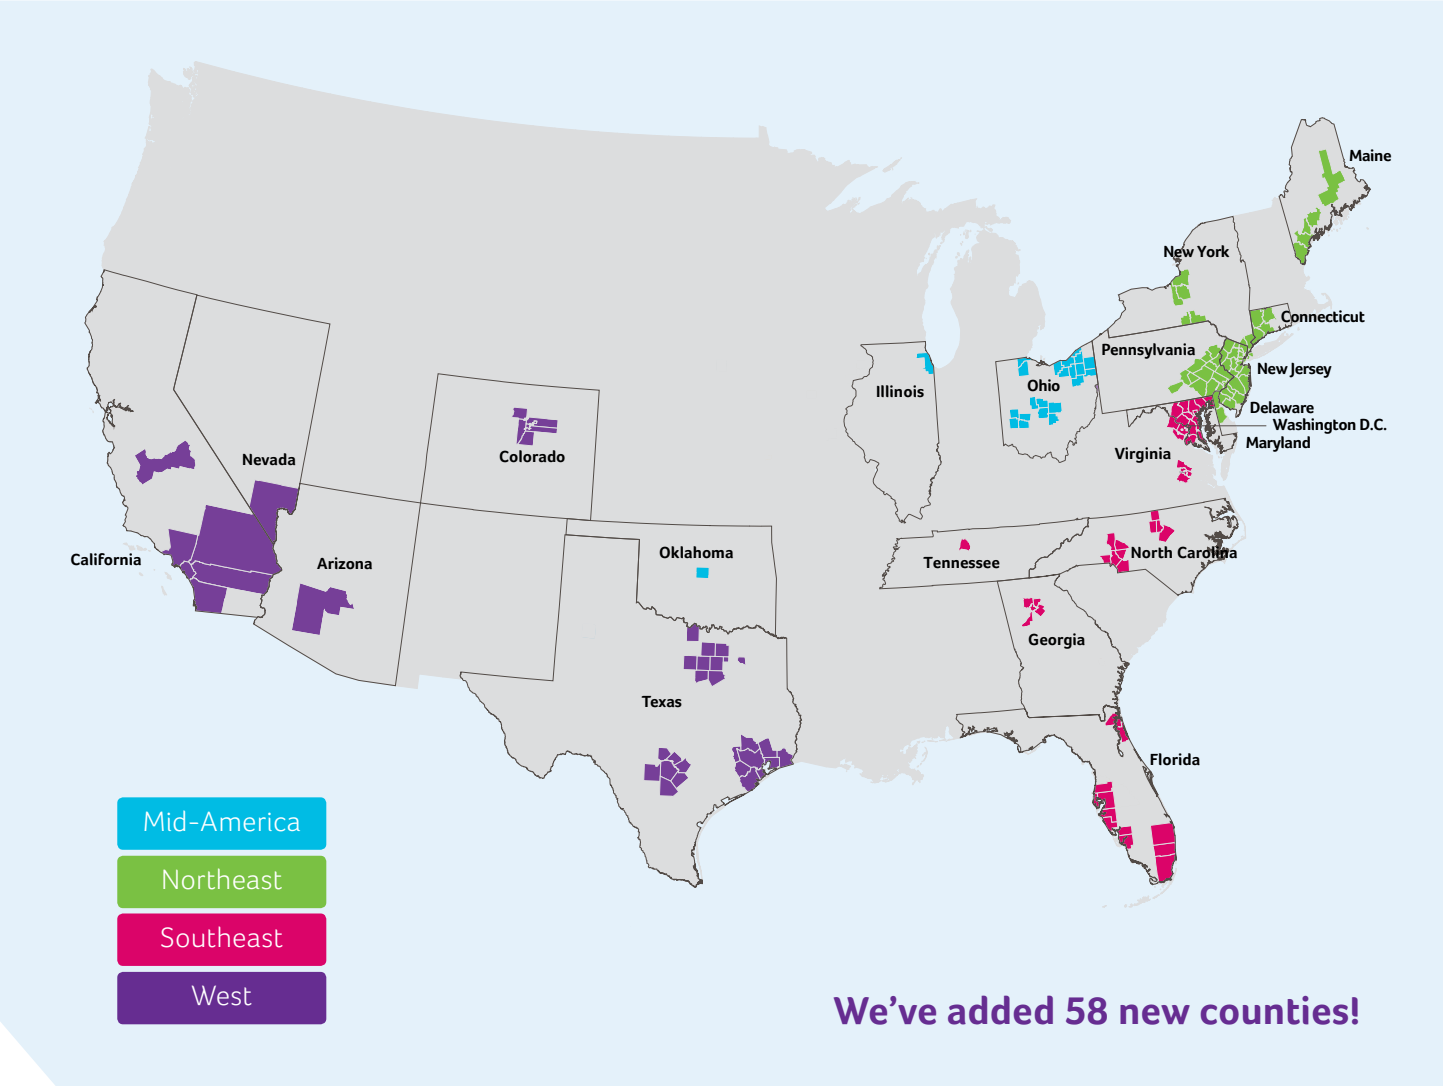 Maine
New York
Connecticut
Pennsylvania
New Jersey
Illinois
Ohio
Delaware
Washington D.C.
Maryland
Virginia
Colorado
Nevada
California
Arizona
Oklahoma
Tennessee
North Carolina
Georgia
Texas
Florida
Mid-America
Northeast
Southeast
West
We’ve added 58 new counties!